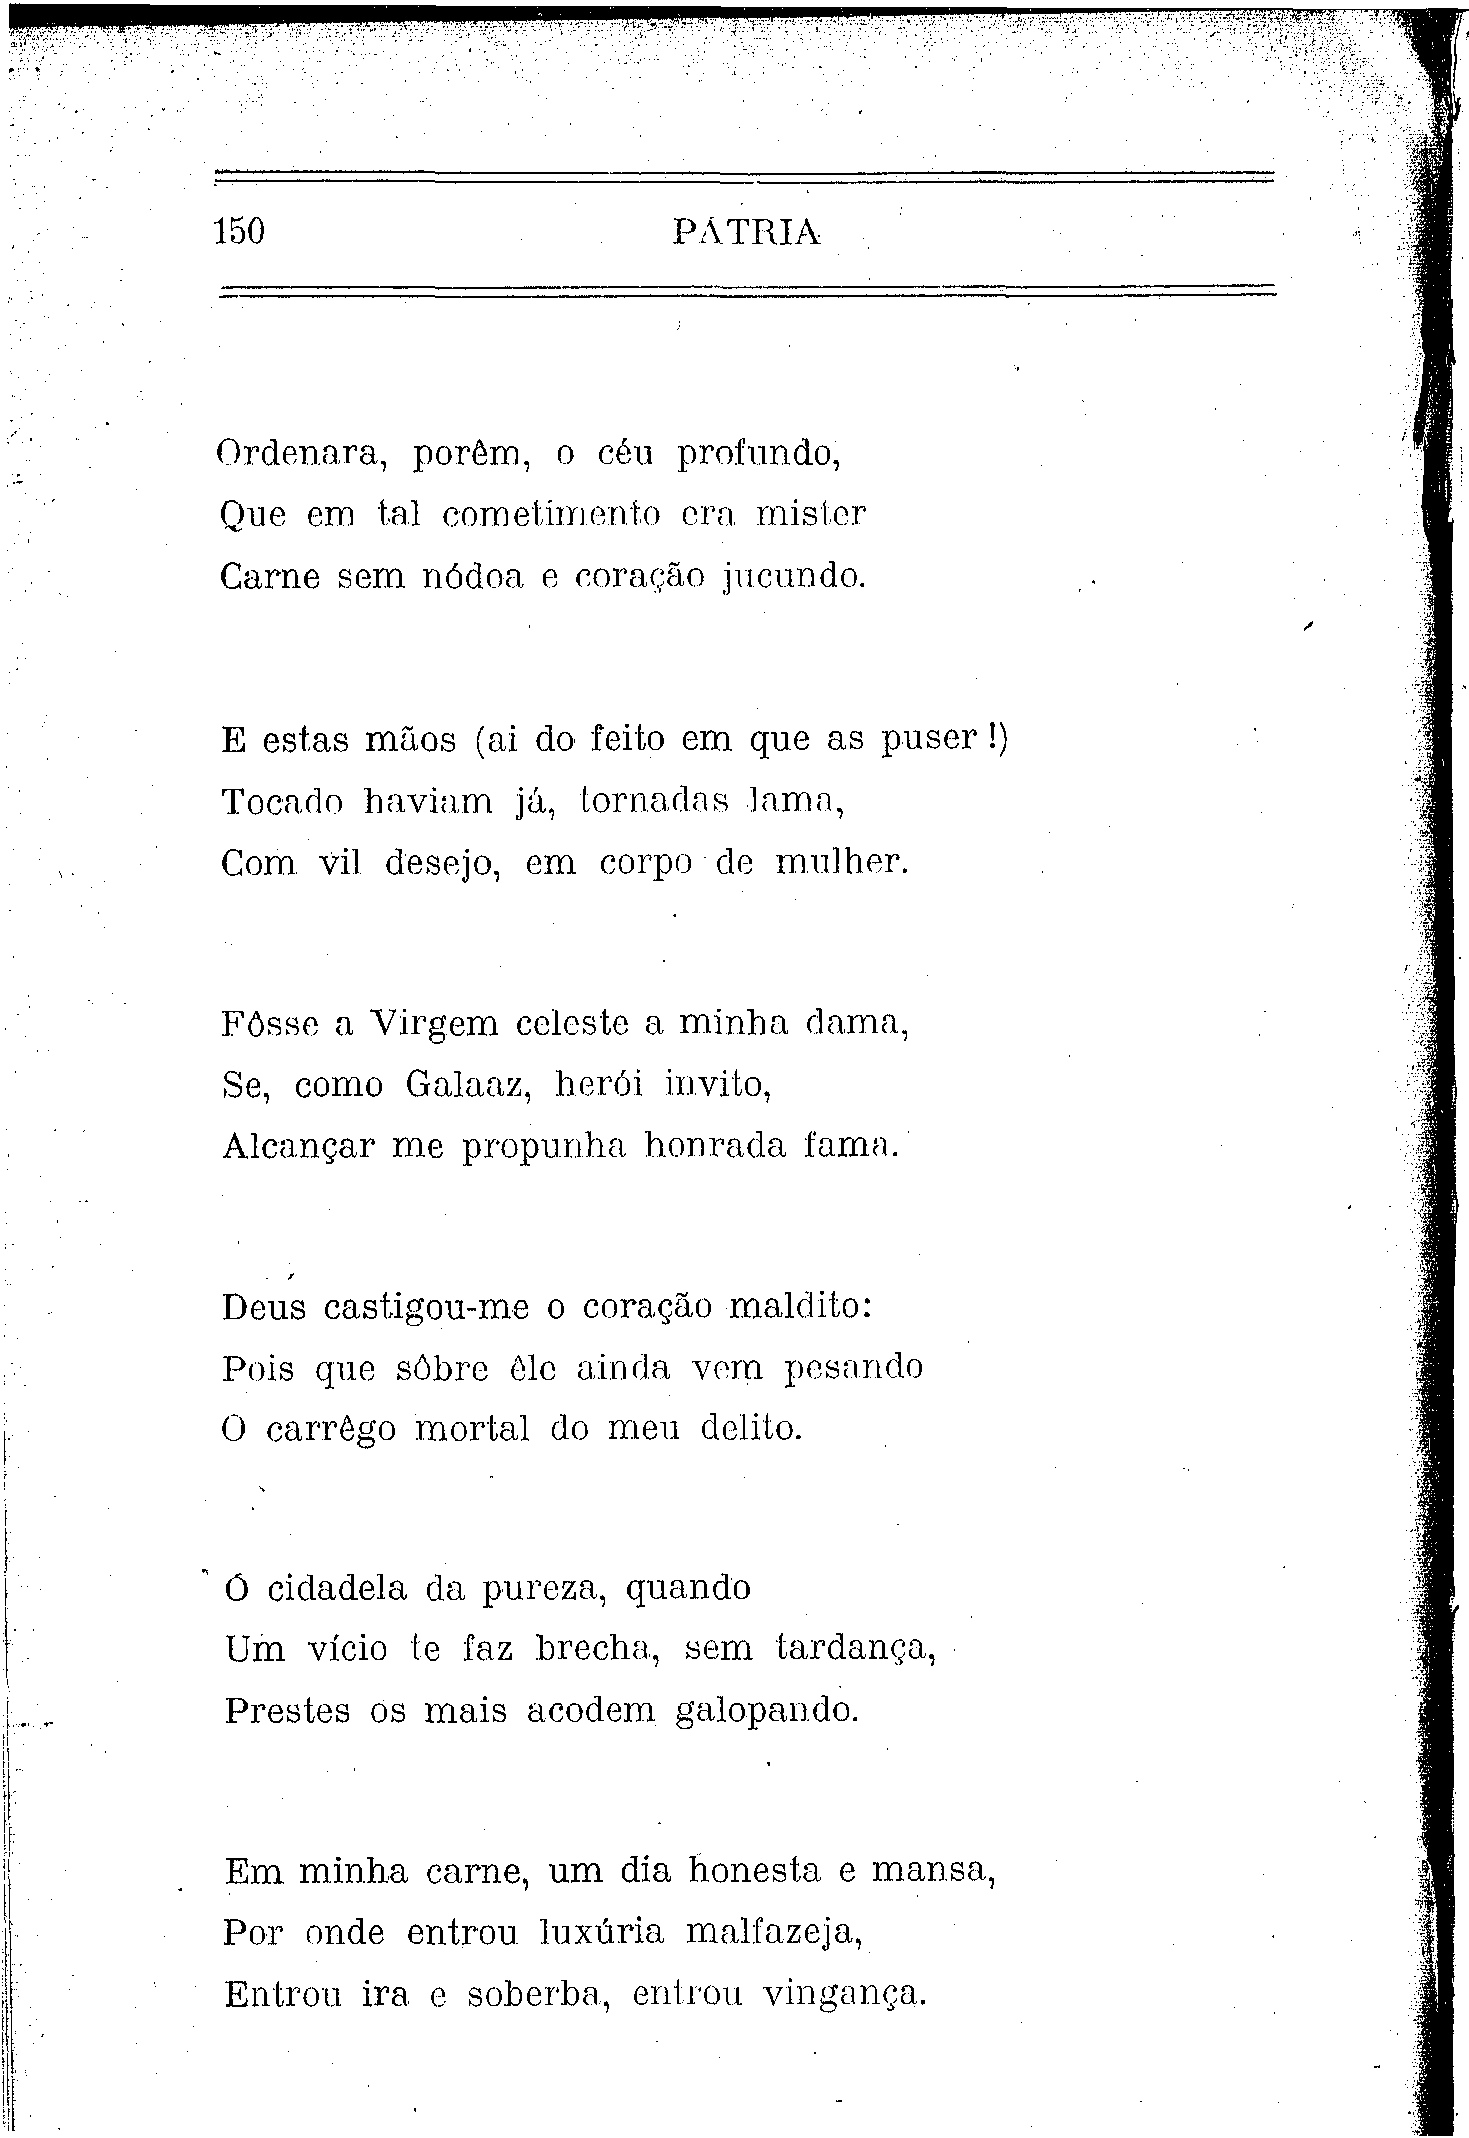 150 PÁTRIA
Ordenara, porêm, o céu profundo,
Que em tal cometimento era mister
Carne sem nódoa e coração jucundo.
E estas mãos (ai do feito em que as puser!)
Tocado haviam já, tornadas lama,
Com vil desejo, em corpo de mulher.
Fôsse a Virgem celeste a minha dama,
Se, como Galaaz, herói invito,
Alcançar me propunha honrada fama.
Deus castigou-me o coração maldito:
Pois que sôbre êle ainda vem pesando
O carrêgo mortal do meu delito.
Ó cidadela da pureza, quando
Um vício te faz brecha, sem tardança,
Prestes os mais acodem galopando.
Em minha carne, um día honesta e mansa,
Por onde entrou luxúria malfazeja,
Entrou ira e soberba, entrou vingança.